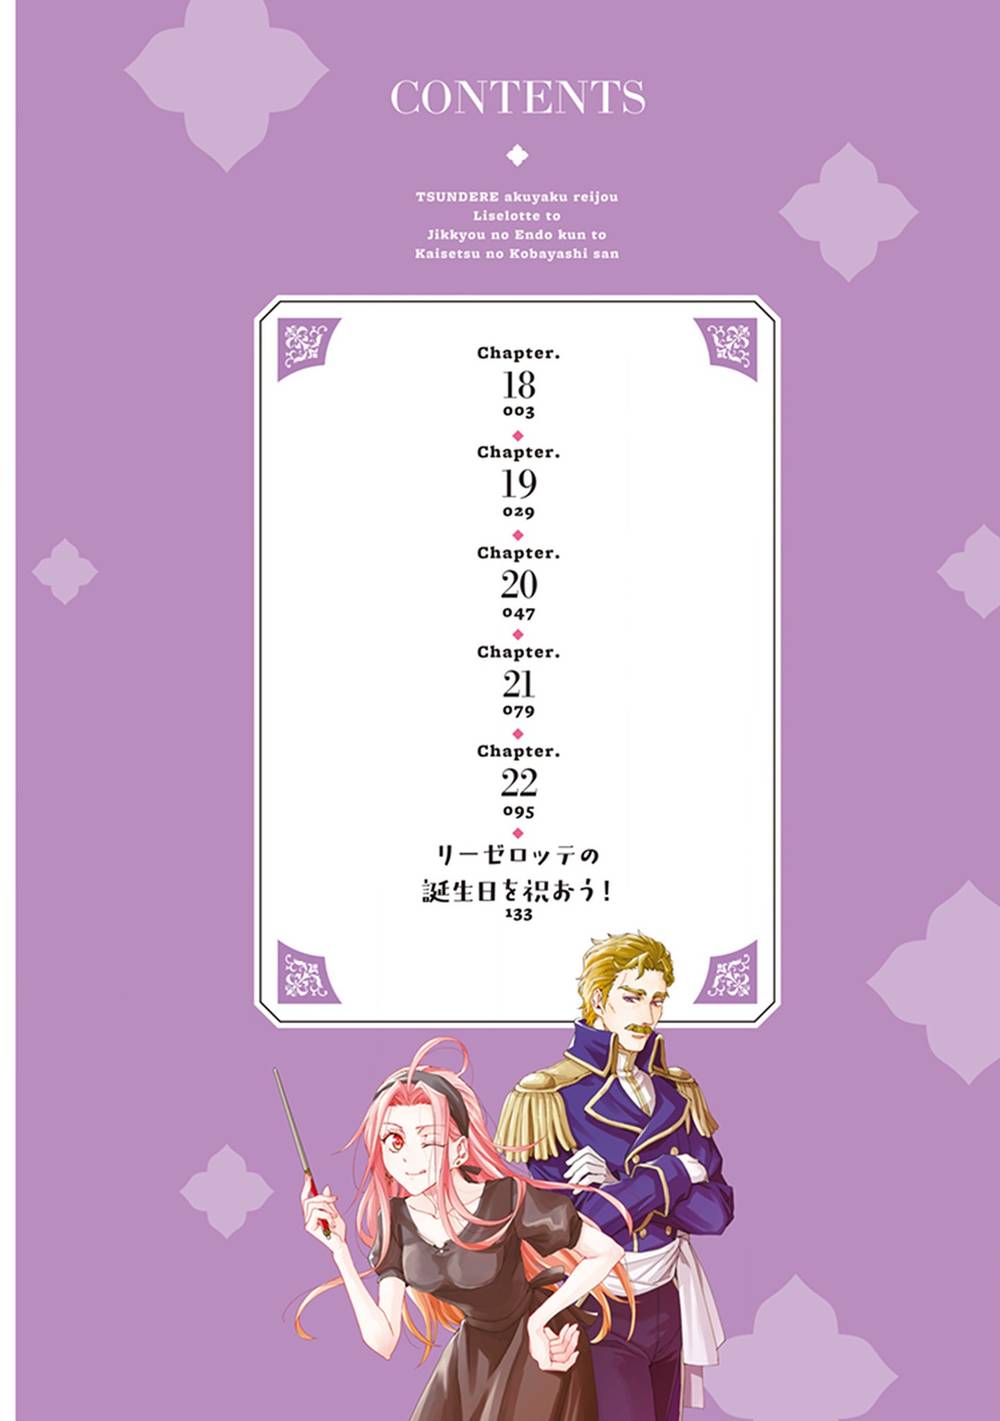 CONTENTS
TSUNDERE akuyaku reijou
Liselotte to
Jikkyou no Endo kun to
Kaisetsu no Kobayashi san
Chapter.
18
003
Chapter.
19
029
Chapter.
20
047
Chapter.
21
079
Chapter.
22
095
リーゼロッテの
誕生日を祝おう！
133